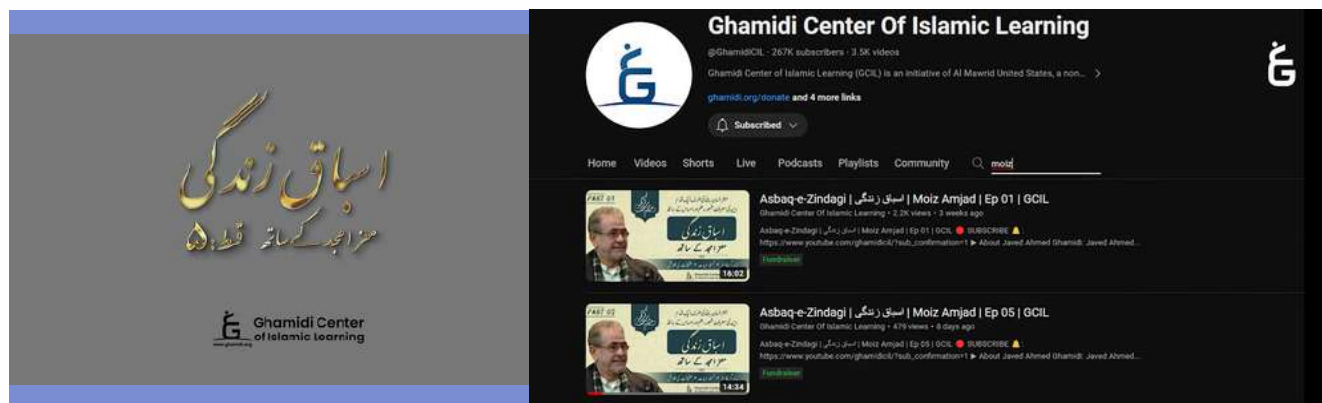 اسباق زندگی
معز امجد کے ساتھ قسط: ۵
Ghamidi Center
of Islamic Learning
www.ghamidi.org
Ghamidi Center Of Islamic Learning
@GhamidiCIL · 267K subscribers · 3.5K videos
Ghamidi Center of Islamic Learning (GCIL) is an initiative of Al Mawrid United States, a non...
ghamidi.org/donate and 4 more links
Subscribed
Home Videos Shorts Live Podcasts Playlists Community moiz
PART 01
اسباق زندگی
معز امجد کے ساتھ
16:02
Asbaq-e-Zindagi | اسباق زندگی | Moiz Amjad | Ep 01 | GCIL
Ghamidi Center Of Islamic Learning • 2.2K views • 3 weeks ago
Asbaq-e-Zindagi | اسباق زندگی | Moiz Amjad | Ep 01 | GCIL 🔴 SUBSCRIBE 🔔 :
https://www.youtube.com/ghamidicil/?sub_confirmation=1 ► About Javed Ahmed Ghamidi: Javed Ahmed...
Fundraiser
اسباق زندگی
معز امجد کے ساتھ
14:34
Asbaq-e-Zindagi | اسباق زندگی | Moiz Amjad | Ep 05 | GCIL
Ghamidi Center Of Islamic Learning • 479 views • 8 days ago
Asbaq-e-Zindagi | اسباق زندگی | Moiz Amjad | Ep 05 | GCIL 🔴 SUBSCRIBE 🔔 :
https://www.youtube.com/ghamidicil/?sub_confirmation=1 ► About Javed Ahmed Ghamidi: Javed Ahmed...
Fundraiser